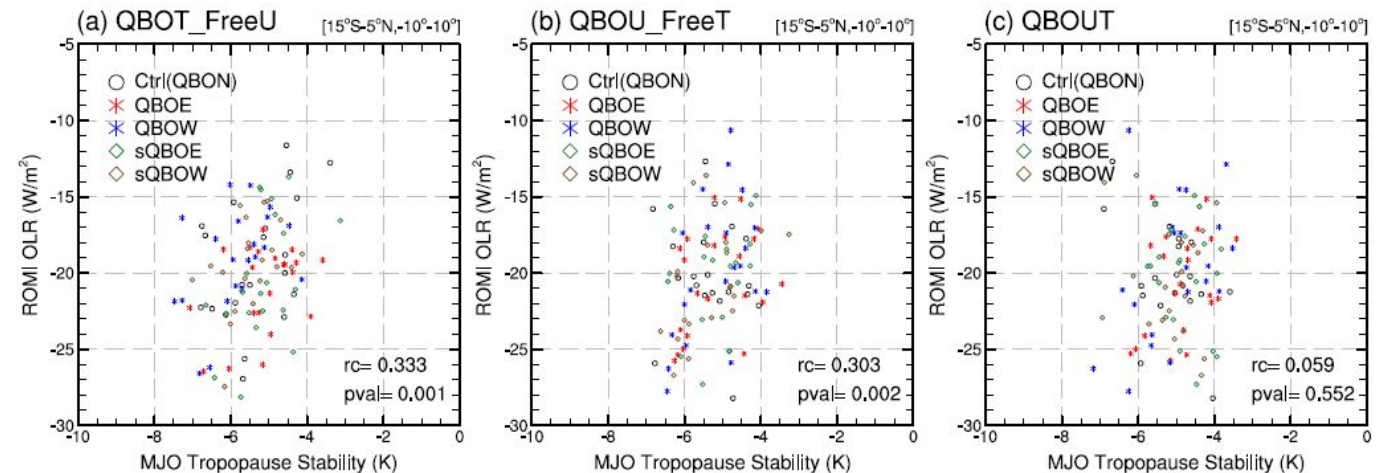 (a) QBOT_FreeU [15°S-5°N,-10°-10°]
-5
-10
-15
-20
-25
-30
ROMI OLR (W/m²)
Ctrl(QBON)
QBOE
QBOW
sQBOE
sQBOW
rc= 0.333
pval= 0.001
-10 -8 -6 -4 -2 0
MJO Tropopause Stability (K)
(b) QBOU_FreeT [15°S-5°N,-10°-10°]
-5
-10
-15
-20
-25
-30
ROMI OLR (W/m²)
Ctrl(QBON)
QBOE
QBOW
sQBOE
sQBOW
rc= 0.303
pval= 0.002
-10 -8 -6 -4 -2 0
MJO Tropopause Stability (K)
(c) QBOUT [15°S-5°N,-10°-10°]
-5
-10
-15
-20
-25
-30
ROMI OLR (W/m²)
Ctrl(QBON)
QBOE
QBOW
sQBOE
sQBOW
rc= 0.059
pval= 0.552
-10 -8 -6 -4 -2 0
MJO Tropopause Stability (K)